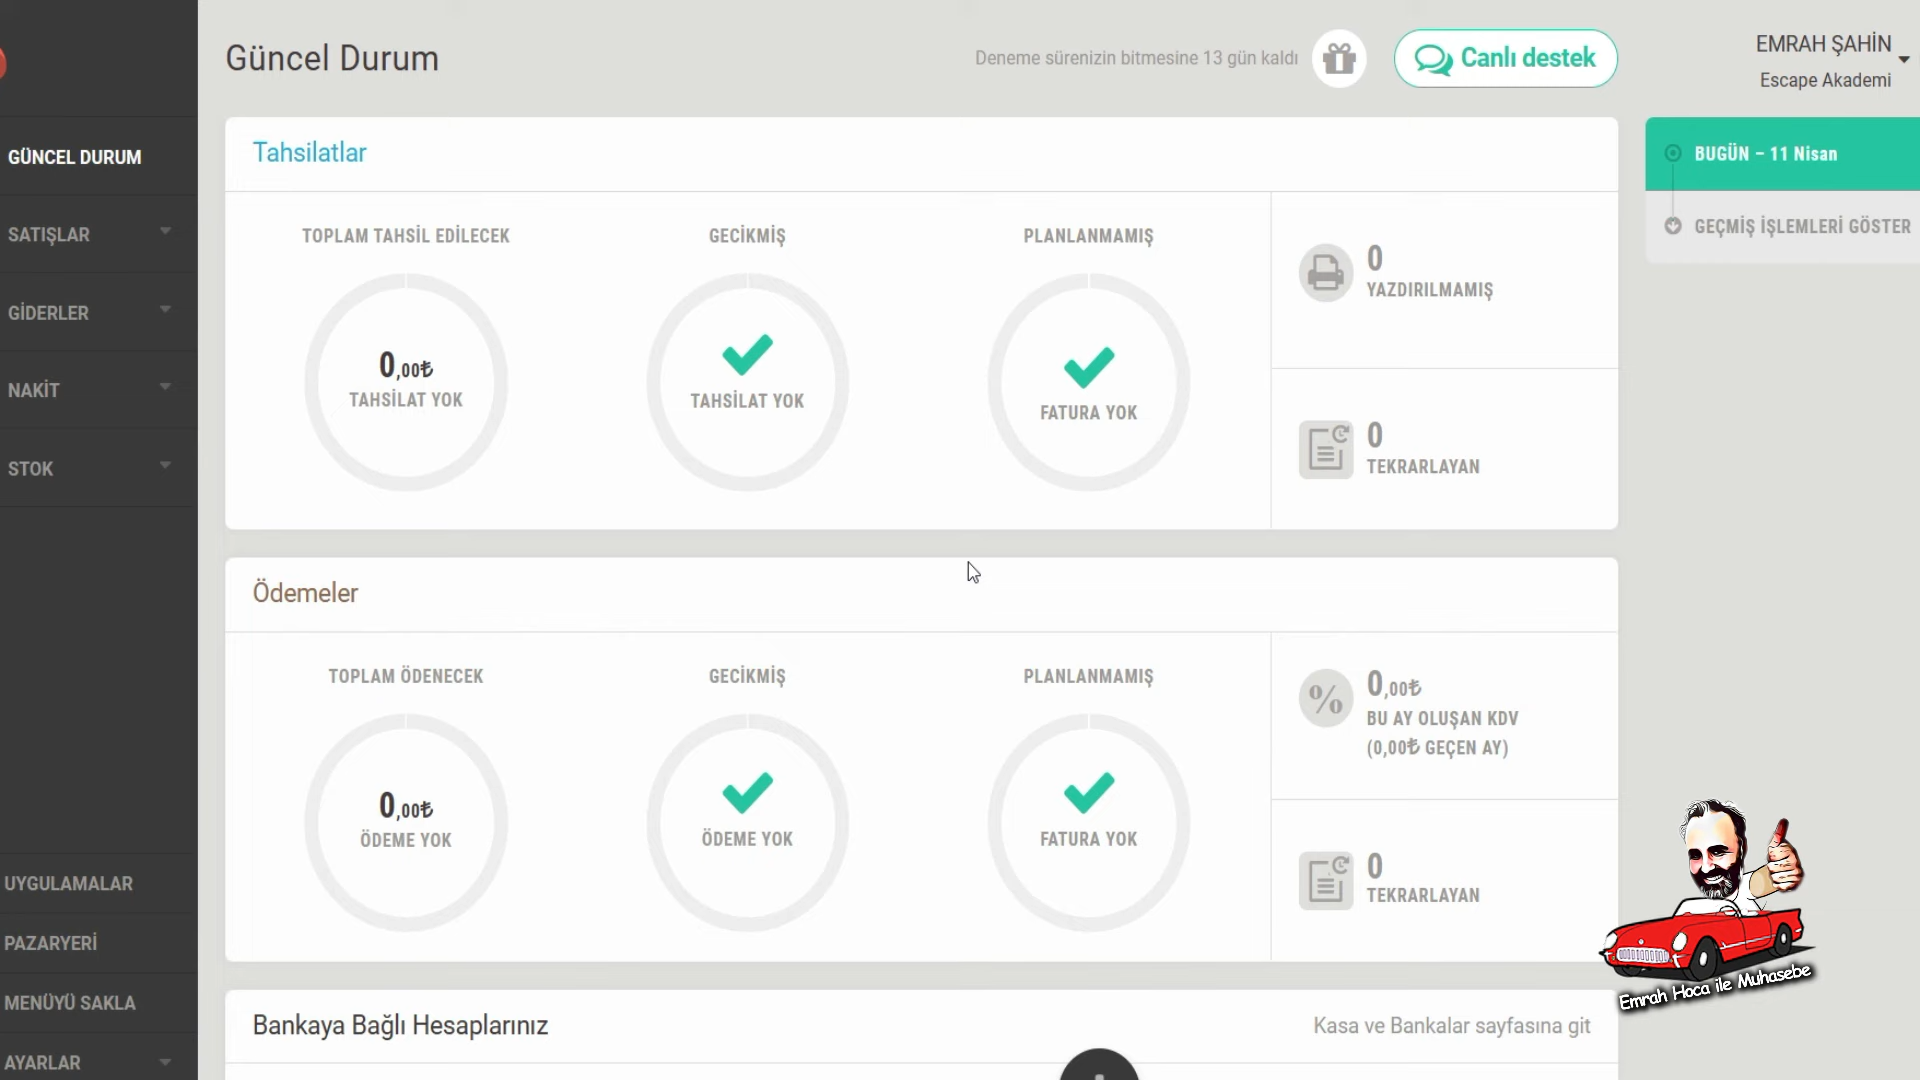 Güncel Durum
Deneme sürenizin bitmesine 13 gün kaldı
Canlı destek
EMRAH ŞAHİN
Escape Akademi
GÜNCEL DURUM
SATIŞLAR
GİDERLER
NAKİT
STOK
UYGULAMALAR
PAZARYERİ
MENÜYÜ SAKLA
AYARLAR
Tahsilatlar
TOPLAM TAHSİL EDİLECEK
0,00₺
TAHSİLAT YOK
GECİKMİŞ
TAHSİLAT YOK
PLANLANMAMIŞ
FATURA YOK
0
YAZDIRILMAMIŞ
0
TEKRARLAYAN
BUGÜN – 11 Nisan
GEÇMİŞ İŞLEMLERİ GÖSTER
Ödemeler
TOPLAM ÖDENECEK
0,00₺
ÖDEME YOK
GECİKMİŞ
ÖDEME YOK
PLANLANMAMIŞ
FATURA YOK
%
0,00₺
BU AY OLUŞAN KDV
(0,00₺ GEÇEN AY)
0
TEKRARLAYAN
Emrah Hoca ile Muhasebe
Bankaya Bağlı Hesaplarınız
Kasa ve Bankalar sayfasına git